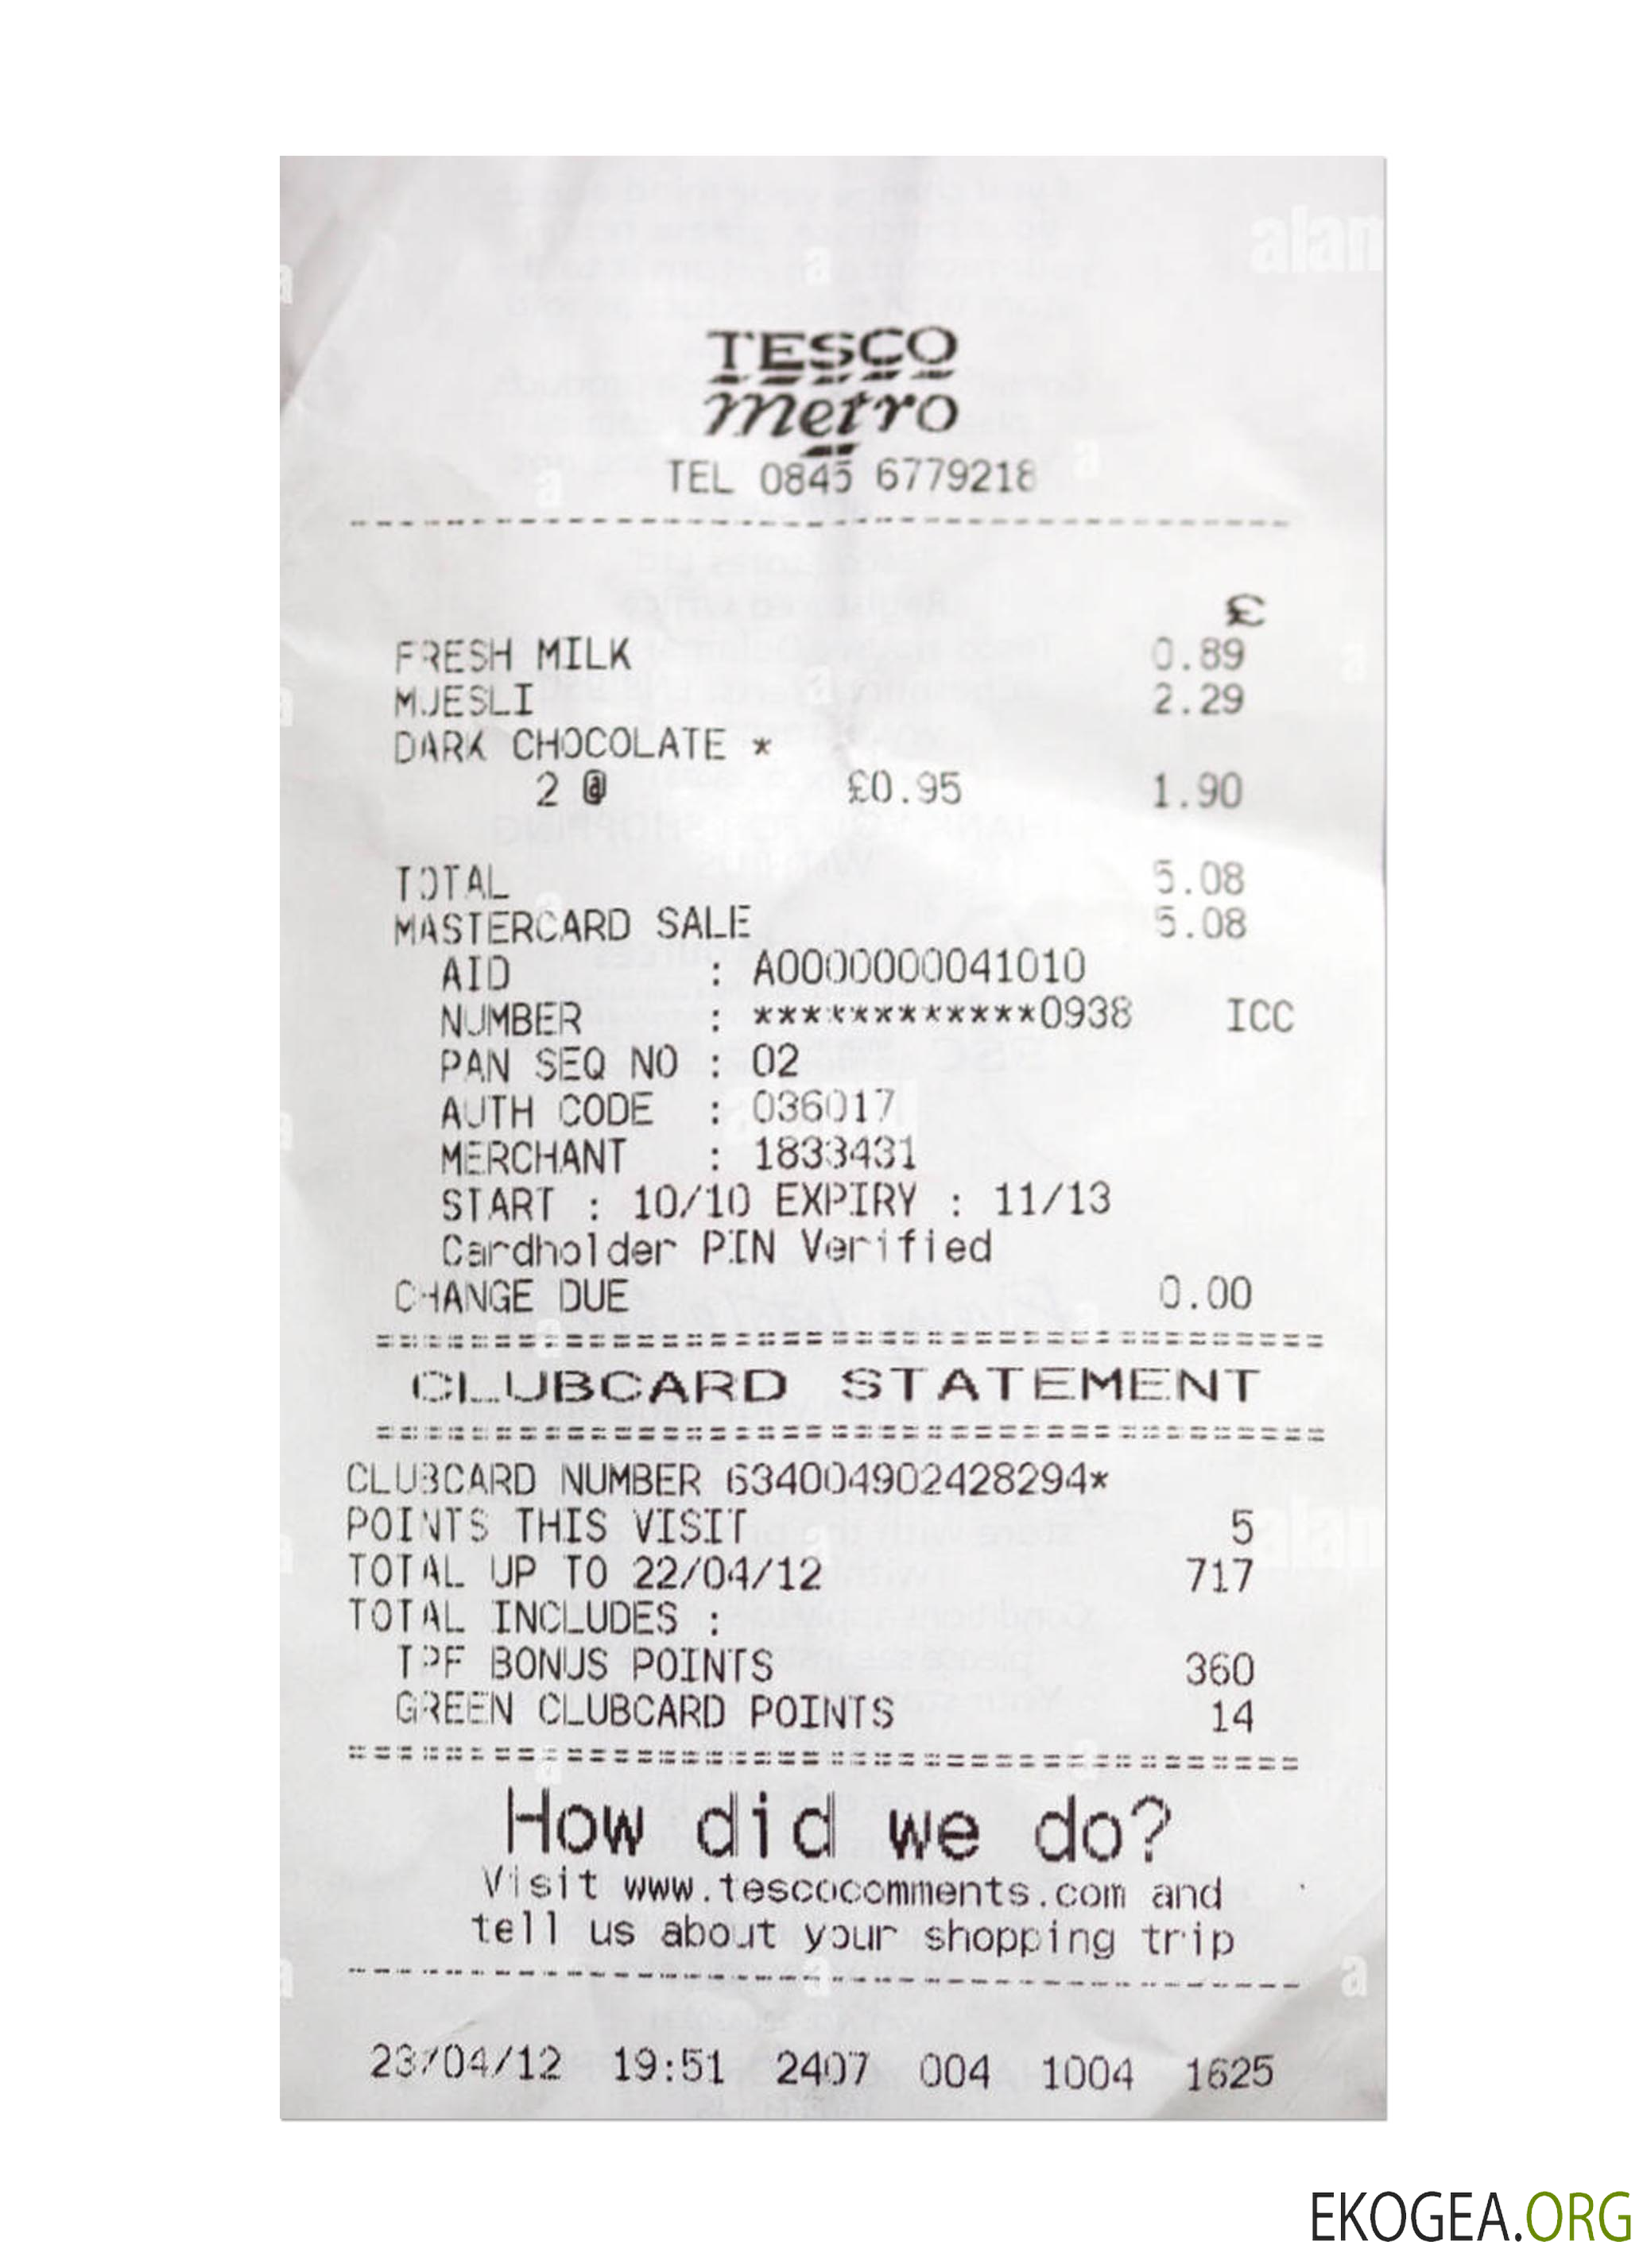 TESCO
metro
TEL 0845 6779218
£
FRESH MILK 0.89
MUESLI 2.29
DARK CHOCOLATE *
2 @ £0.95 1.90
TOTAL 5.08
MASTERCARD SALE 5.08
AID : A0000000041010
NUMBER : ************0938 ICC
PAN SEQ NO : 02
AUTH CODE : 036017
MERCHANT : 1833431
START : 10/10 EXPIRY : 11/13
Cardholder PIN Verified
CHANGE DUE 0.00
CLUBCARD STATEMENT
CLUBCARD NUMBER 634004902428294*
POINTS THIS VISIT 5
TOTAL UP TO 22/04/12 717
TOTAL INCLUDES :
TPF BONUS POINTS 360
GREEN CLUBCARD POINTS 14
How did we do?
Visit www.tescocomments.com and
tell us about your shopping trip
23/04/12 19:51 2407 004 1004 1625
EKOGEA.ORG